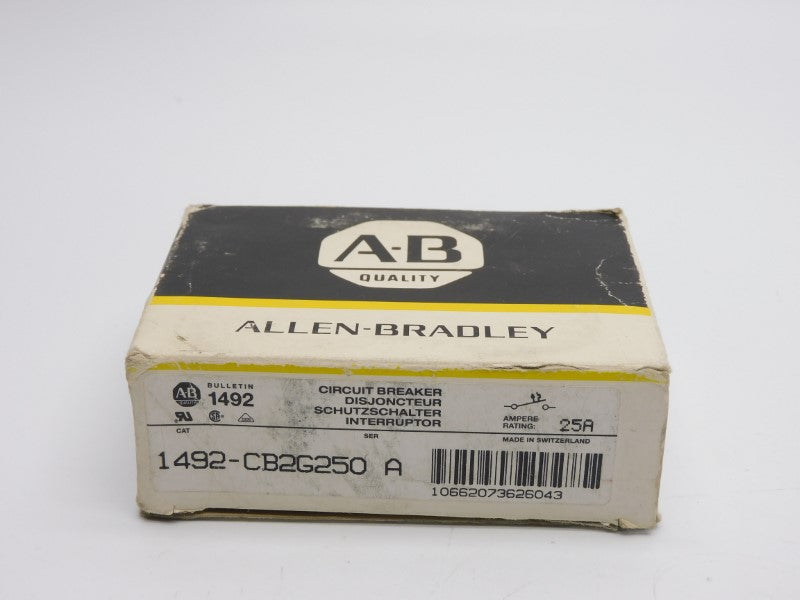 A·B
QUALITY
ALLEN-BRADLEY
A·B
QUALITY
BULLETIN
1492
CIRCUIT BREAKER
DISJONCTEUR
SCHUTZSCHALTER
INTERRUPTOR
AMPERE
RATING: 25A
MADE IN SWITZERLAND
CAT
SER
1492-CB2G250 A
10662073626043